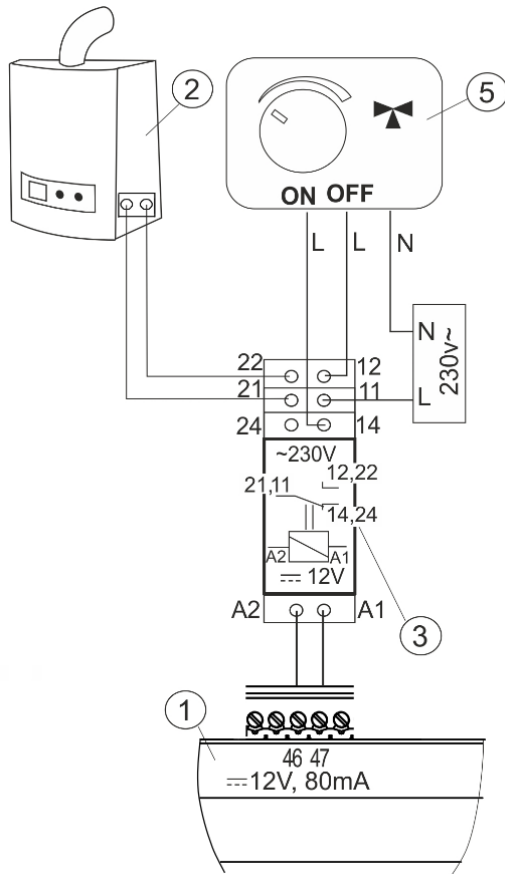 2
5
ON OFF
L L N
N
L
230v~
22 12
21 11
24 14
~230V
12,22
21,11
14,24
A2 A1
⎓ 12V
A2 A1
3
1
46 47
⎓12V, 80mA